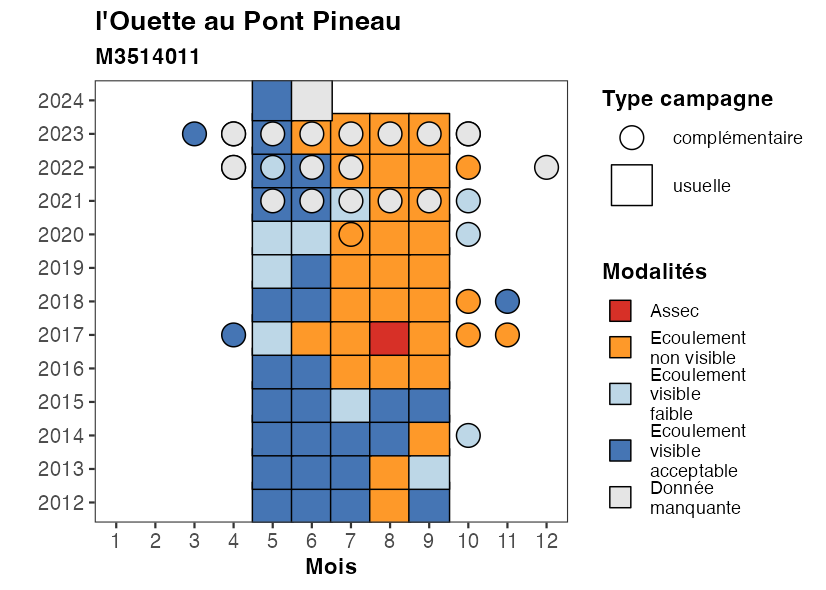 l'Ouette au Pont Pineau
M3514011
2024
2023
2022
2021
2020
2019
2018
2017
2016
2015
2014
2013
2012
1 2 3 4 5 6 7 8 9 10 11 12
Mois
Type campagne
complémentaire
usuelle
Modalités
Assec
Ecoulement
non visible
Ecoulement
visible
faible
Ecoulement
visible
acceptable
Donnée
manquante